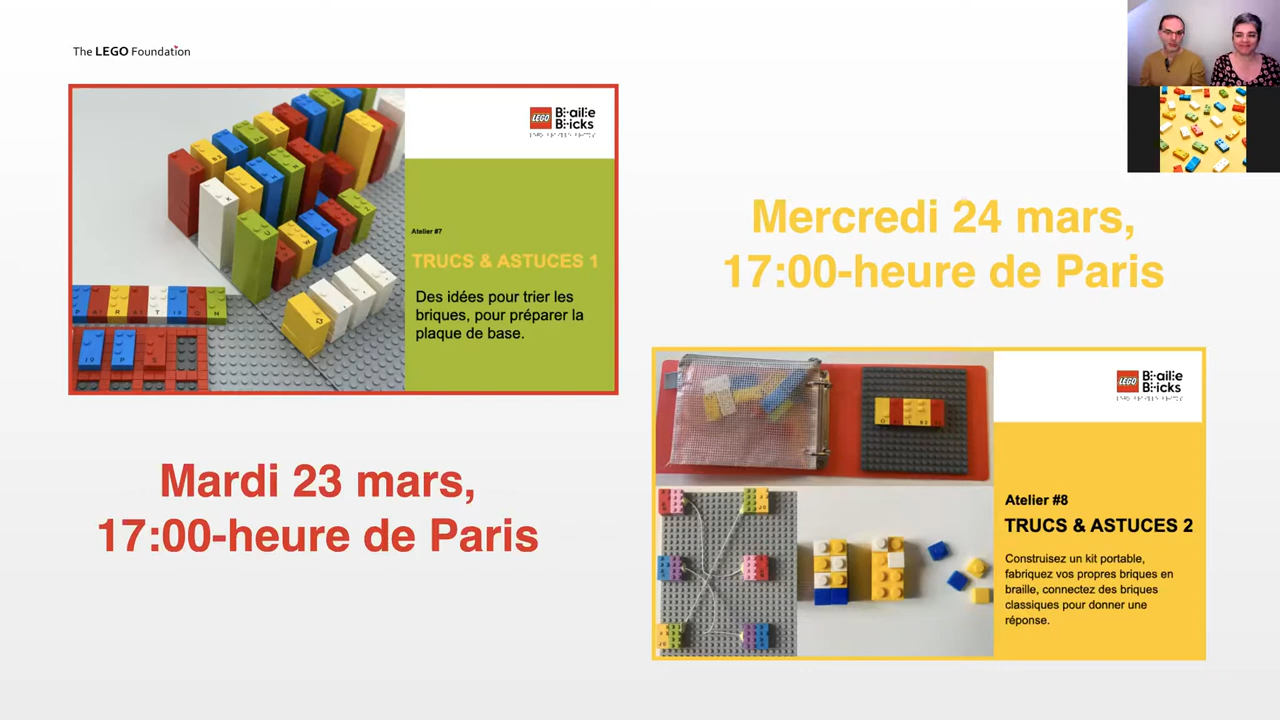 The LEGO Foundation
LEGO Braille
Bricks
Atelier #7
TRUCS & ASTUCES 1
Des idées pour trier les
briques, pour préparer la
plaque de base.
Mardi 23 mars,
17:00-heure de Paris
Mercredi 24 mars,
17:00-heure de Paris
LEGO Braille
Bricks
Atelier #8
TRUCS & ASTUCES 2
Construisez un kit portable,
fabriquez vos propres briques en
braille, connectez des briques
classiques pour donner une
réponse.